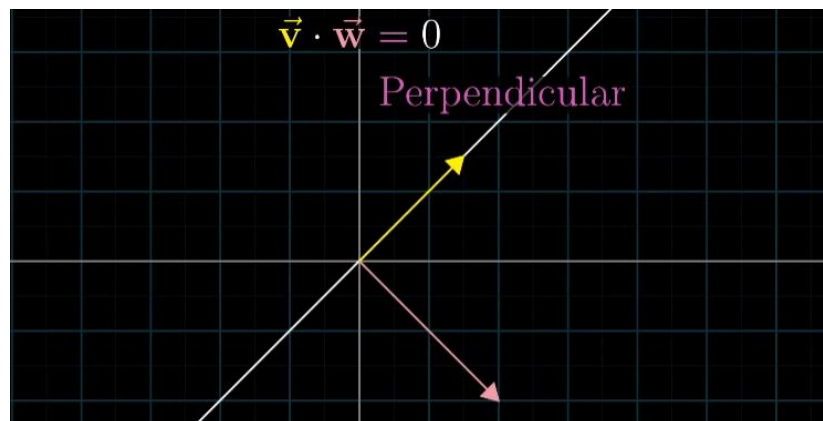 v⃗ · w⃗ = 0
Perpendicular